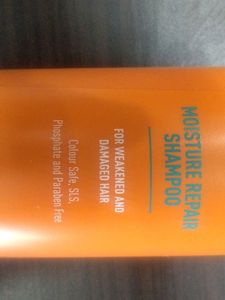 MOISTURE REPAIR
SHAMPOO
FOR WEAKENED AND
DAMAGED HAIR
Colour Safe, SLS,
Phosphate and Paraben Free